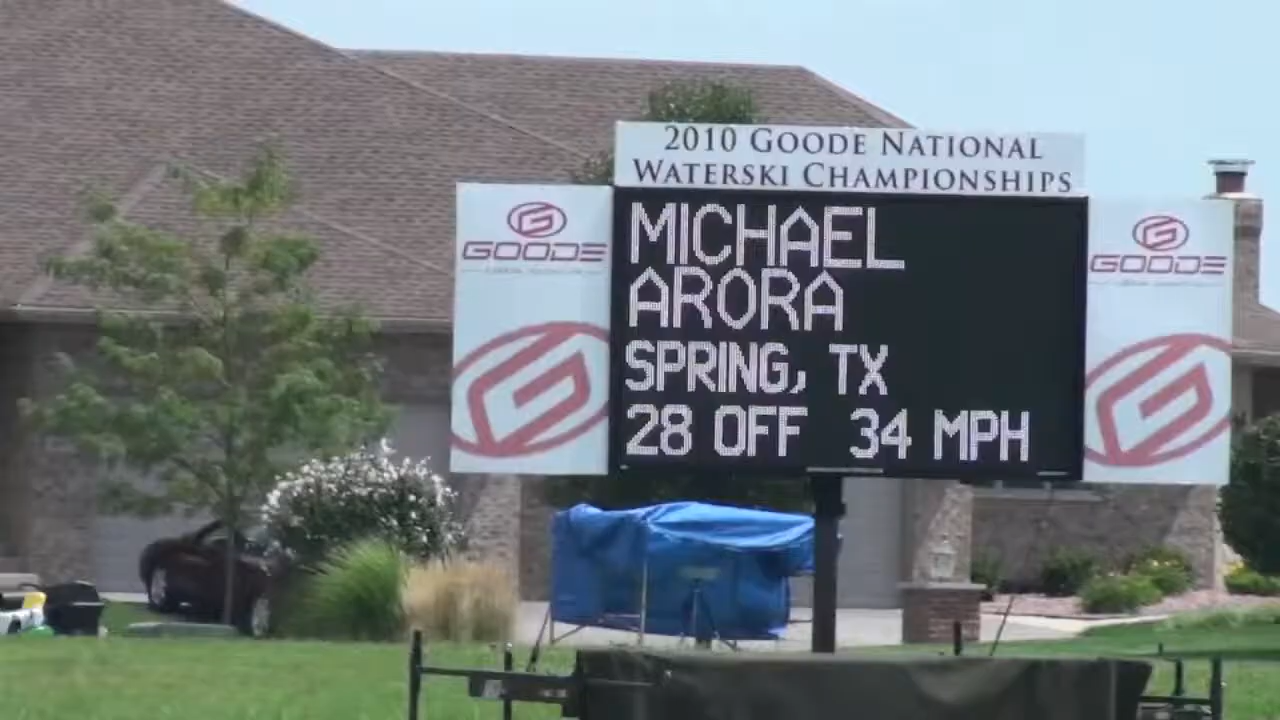 2010 GOODE NATIONAL
WATERSKI CHAMPIONSHIPS
GOODE
MICHAEL
ARORA
SPRING, TX
28 OFF 34 MPH
GOODE